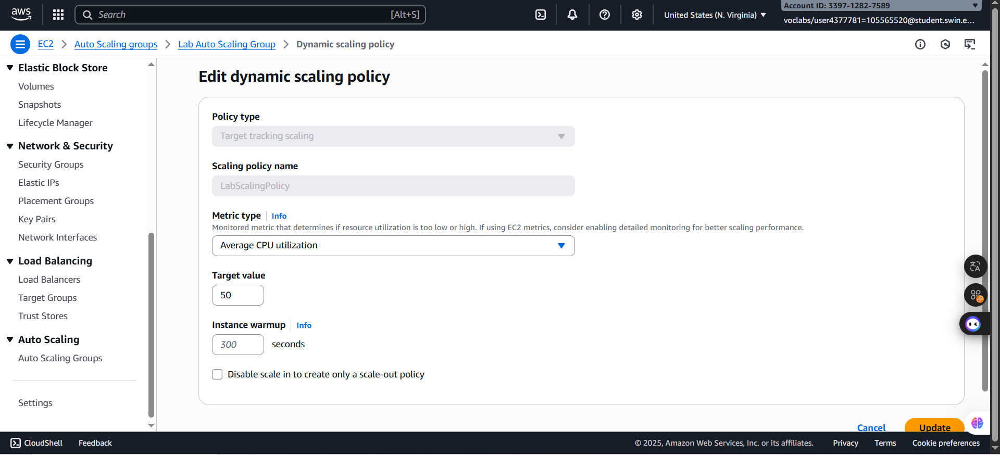 aws
Search
[Alt+S]
United States (N. Virginia)
Account ID: 3397-1282-7589
voclabs/user4377781=105565520@student.swin.e...
EC2
Auto Scaling groups
Lab Auto Scaling Group
Dynamic scaling policy
Elastic Block Store
Volumes
Snapshots
Lifecycle Manager
Network & Security
Security Groups
Elastic IPs
Placement Groups
Key Pairs
Network Interfaces
Load Balancing
Load Balancers
Target Groups
Trust Stores
Auto Scaling
Auto Scaling Groups
Settings
Edit dynamic scaling policy
Policy type
Target tracking scaling
Scaling policy name
LabScalingPolicy
Metric type
Info
Monitored metric that determines if resource utilization is too low or high. If using EC2 metrics, consider enabling detailed monitoring for better scaling performance.
Average CPU utilization
Target value
50
Instance warmup
Info
300
seconds
Disable scale in to create only a scale-out policy
Cancel
Update
CloudShell
Feedback
© 2025, Amazon Web Services, Inc. or its affiliates.
Privacy
Terms
Cookie preferences